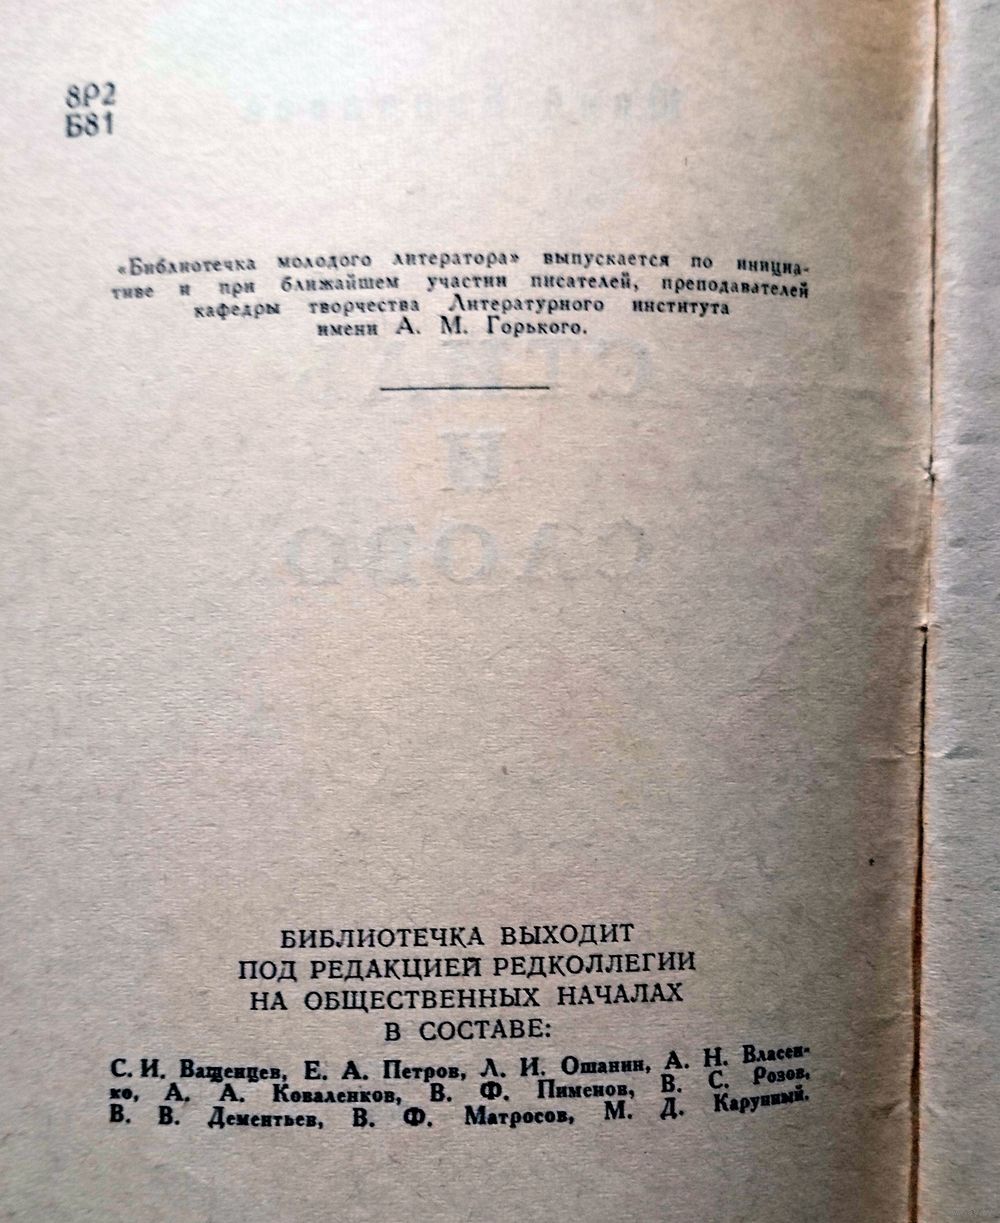 8Р2
Б81
«Библиотечка молодого литератора» выпускается по инициа-
тиве и при ближайшем участии писателей, преподавателей
кафедры творчества Литературного института
имени А. М. Горького.
СТИХ
И
СЛОВО
БИБЛИОТЕЧКА ВЫХОДИТ
ПОД РЕДАКЦИЕЙ РЕДКОЛЛЕГИИ
НА ОБЩЕСТВЕННЫХ НАЧАЛАХ
В СОСТАВЕ:
С. И. Ващенцев, Е. А. Петров, Л. И. Ошанин, А. Н. Власен-
ко, А. А. Коваленков, В. Ф. Пименов, В. С. Розов,
В. В. Дементьев, В. Ф. Матросов, М. Д. Карунный.